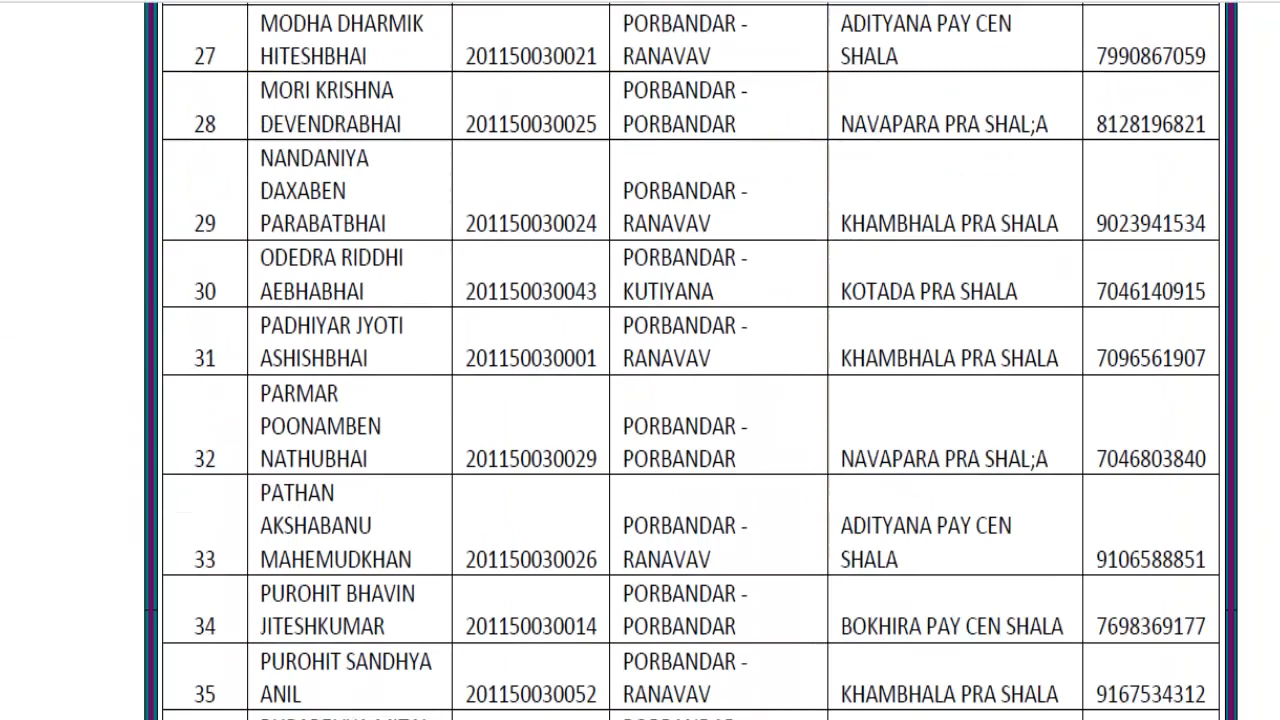 MODHA DHARMIK PORBANDAR - ADITYANA PAY CEN
27 HITESHBHAI 201150030021 RANAVAV SHALA 7990867059
MORI KRISHNA PORBANDAR -
28 DEVENDRABHAI 201150030025 PORBANDAR NAVAPARA PRA SHAL;A 8128196821
NANDANIYA
DAXABEN PORBANDAR -
29 PARABATBHAI 201150030024 RANAVAV KHAMBHALA PRA SHALA 9023941534
ODEDRA RIDDHI PORBANDAR -
30 AEBHABHAI 201150030043 KUTIYANA KOTADA PRA SHALA 7046140915
PADHIYAR JYOTI PORBANDAR -
31 ASHISHBHAI 201150030001 RANAVAV KHAMBHALA PRA SHALA 7096561907
PARMAR
POONAMBEN PORBANDAR -
32 NATHUBHAI 201150030029 PORBANDAR NAVAPARA PRA SHAL;A 7046803840
PATHAN
AKSHABANU PORBANDAR - ADITYANA PAY CEN
33 MAHEMUDKHAN 201150030026 RANAVAV SHALA 9106588851
PUROHIT BHAVIN PORBANDAR -
34 JITESHKUMAR 201150030014 PORBANDAR BOKHIRA PAY CEN SHALA 7698369177
PUROHIT SANDHYA PORBANDAR -
35 ANIL 201150030052 RANAVAV KHAMBHALA PRA SHALA 9167534312